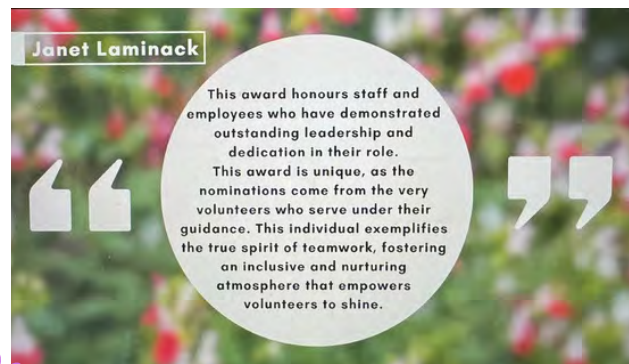 Janet Laminack
This award honours staff and
employees who have demonstrated
outstanding leadership and
dedication in their role.
This award is unique, as the
nominations come from the very
volunteers who serve under their
guidance. This individual exemplifies
the true spirit of teamwork, fostering
an inclusive and nurturing
atmosphere that empowers
volunteers to shine.